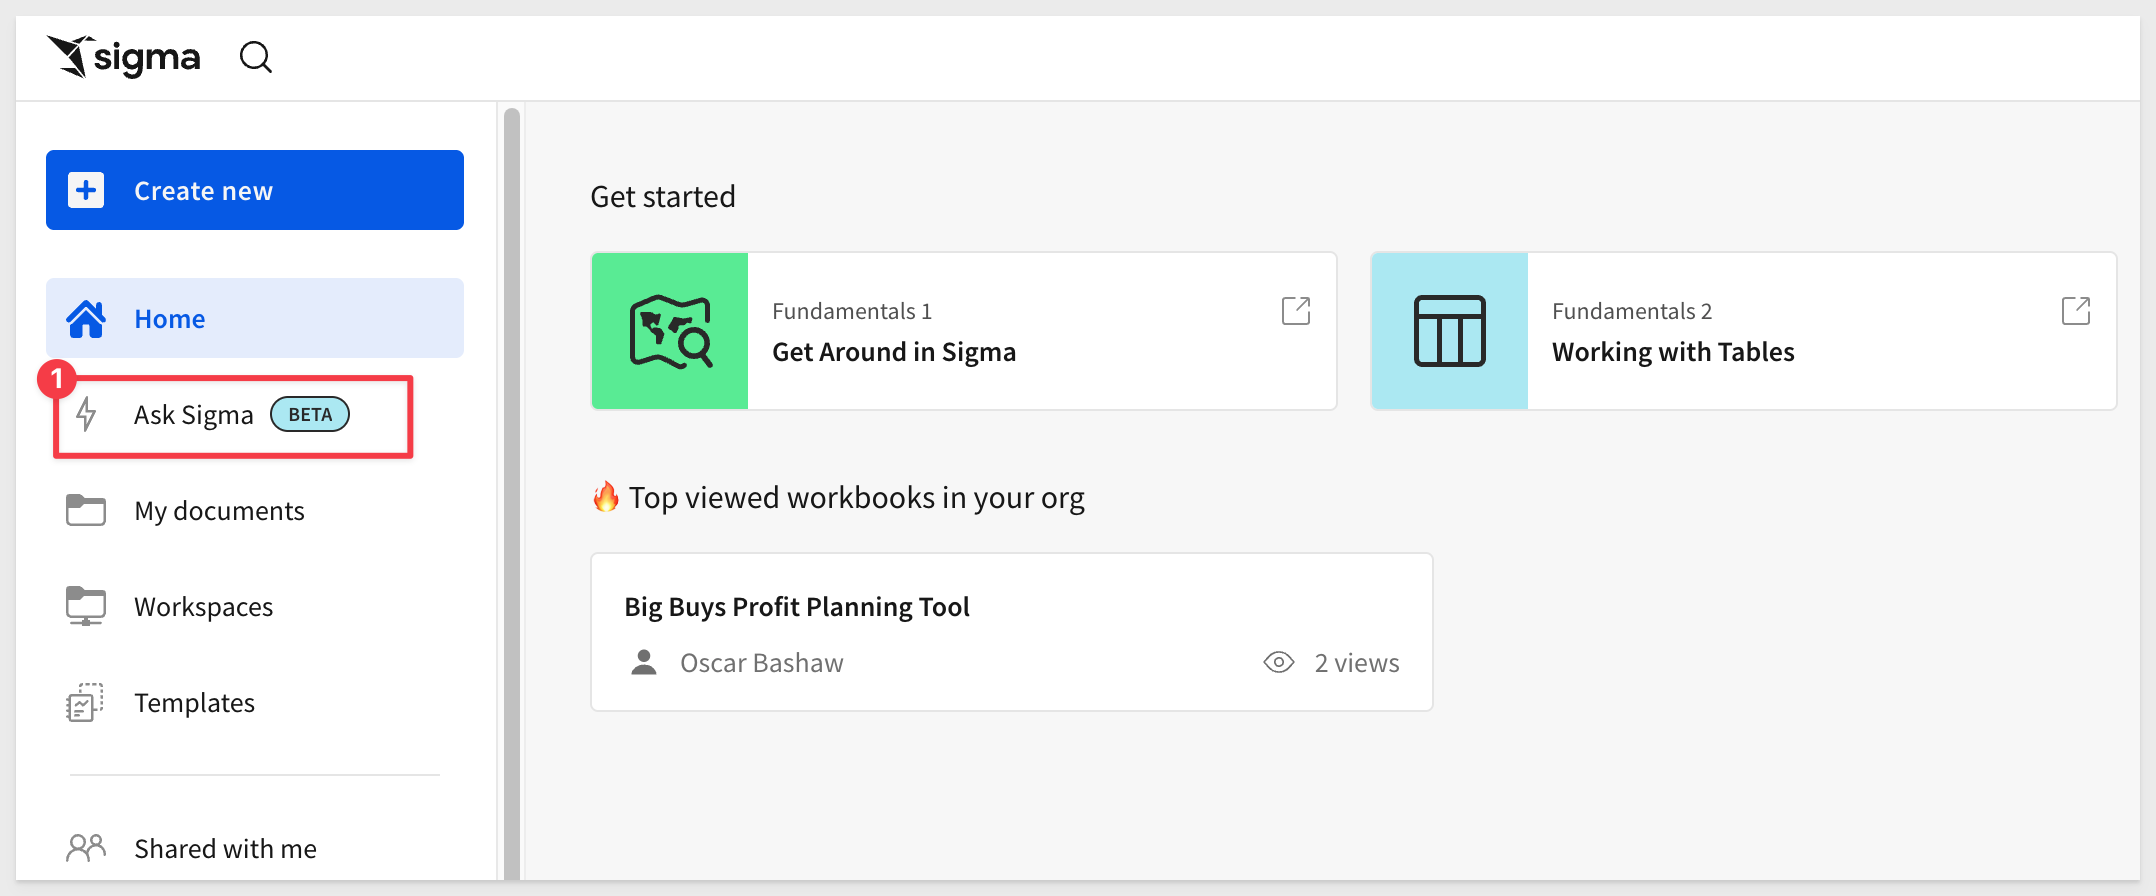 sigma
Create new
Home
1
Ask Sigma BETA
My documents
Workspaces
Templates
Shared with me
Get started
Fundamentals 1
Get Around in Sigma
Fundamentals 2
Working with Tables
🔥 Top viewed workbooks in your org
Big Buys Profit Planning Tool
Oscar Bashaw
2 views